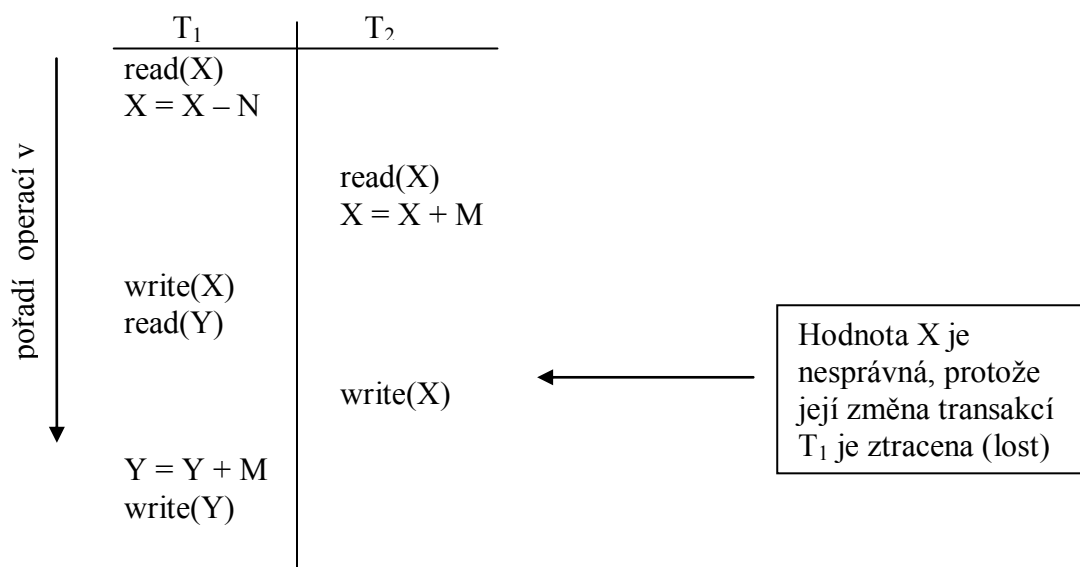 T₁ T₂
read(X)
X = X – N
read(X)
X = X + M
write(X)
read(Y)
write(X)
Y = Y + M
write(Y)
pořadí operací v
Hodnota X je
nesprávná, protože
její změna transakcí
T₁ je ztracena (lost)